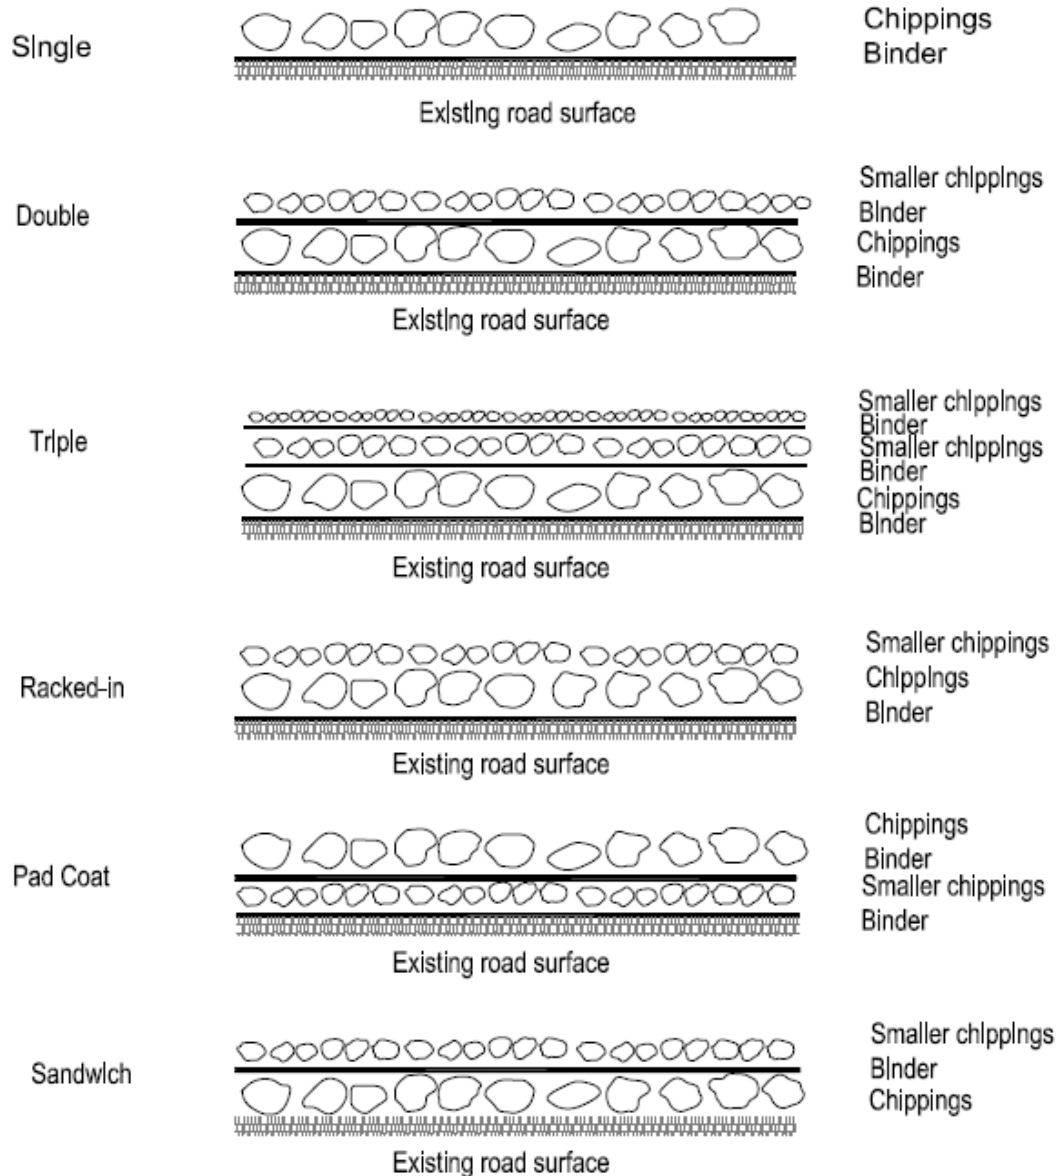 Single
Chippings
Binder
Existing road surface
Double
Smaller chippings
Binder
Chippings
Binder
Existing road surface
Triple
Smaller chippings
Binder
Smaller chippings
Binder
Chippings
Binder
Existing road surface
Racked-in
Smaller chippings
Chippings
Binder
Existing road surface
Pad Coat
Chippings
Binder
Smaller chippings
Binder
Existing road surface
Sandwich
Smaller chippings
Binder
Chippings
Existing road surface